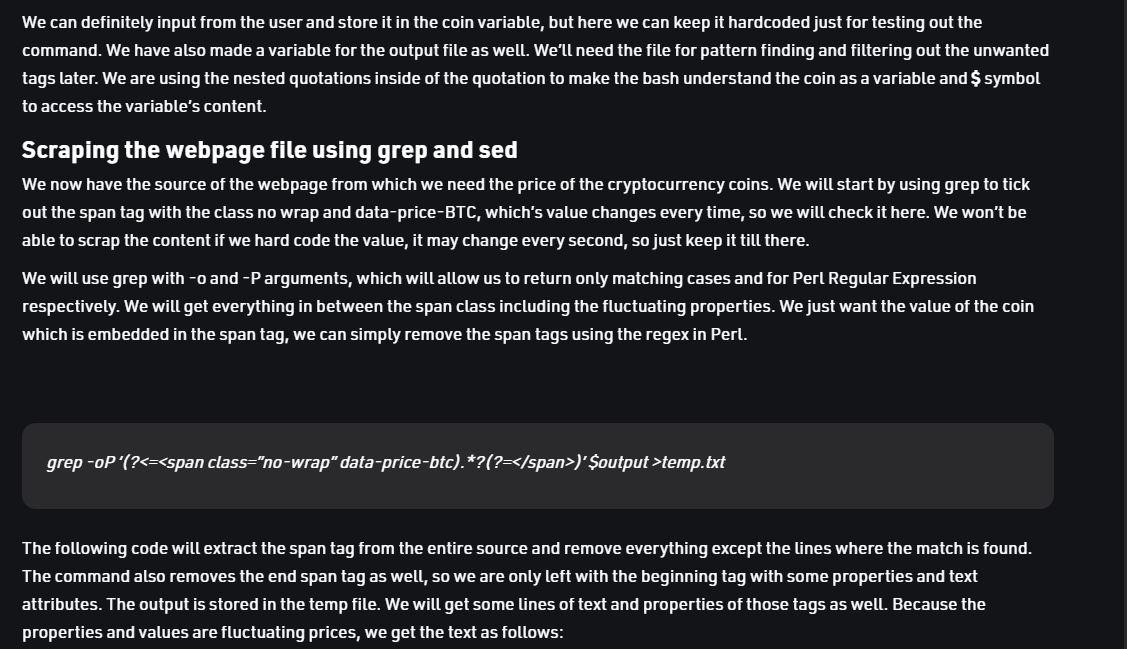 We can definitely input from the user and store it in the coin variable, but here we can keep it hardcoded just for testing out the
command. We have also made a variable for the output file as well. We’ll need the file for pattern finding and filtering out the unwanted
tags later. We are using the nested quotations inside of the quotation to make the bash understand the coin as a variable and $ symbol
to access the variable’s content.
Scraping the webpage file using grep and sed
We now have the source of the webpage from which we need the price of the cryptocurrency coins. We will start by using grep to tick
out the span tag with the class no wrap and data-price-BTC, which’s value changes every time, so we will check it here. We won’t be
able to scrap the content if we hard code the value, it may change every second, so just keep it till there.
We will use grep with -o and -P arguments, which will allow us to return only matching cases and for Perl Regular Expression
respectively. We will get everything in between the span class including the fluctuating properties. We just want the value of the coin
which is embedded in the span tag, we can simply remove the span tags using the regex in Perl.
grep -oP ‘(?<=<span class=”no-wrap” data-price-btc).*?(?=</span>)’ $output >temp.txt
The following code will extract the span tag from the entire source and remove everything except the lines where the match is found.
The command also removes the end span tag as well, so we are only left with the beginning tag with some properties and text
attributes. The output is stored in the temp file. We will get some lines of text and properties of those tags as well. Because the
properties and values are fluctuating prices, we get the text as follows: